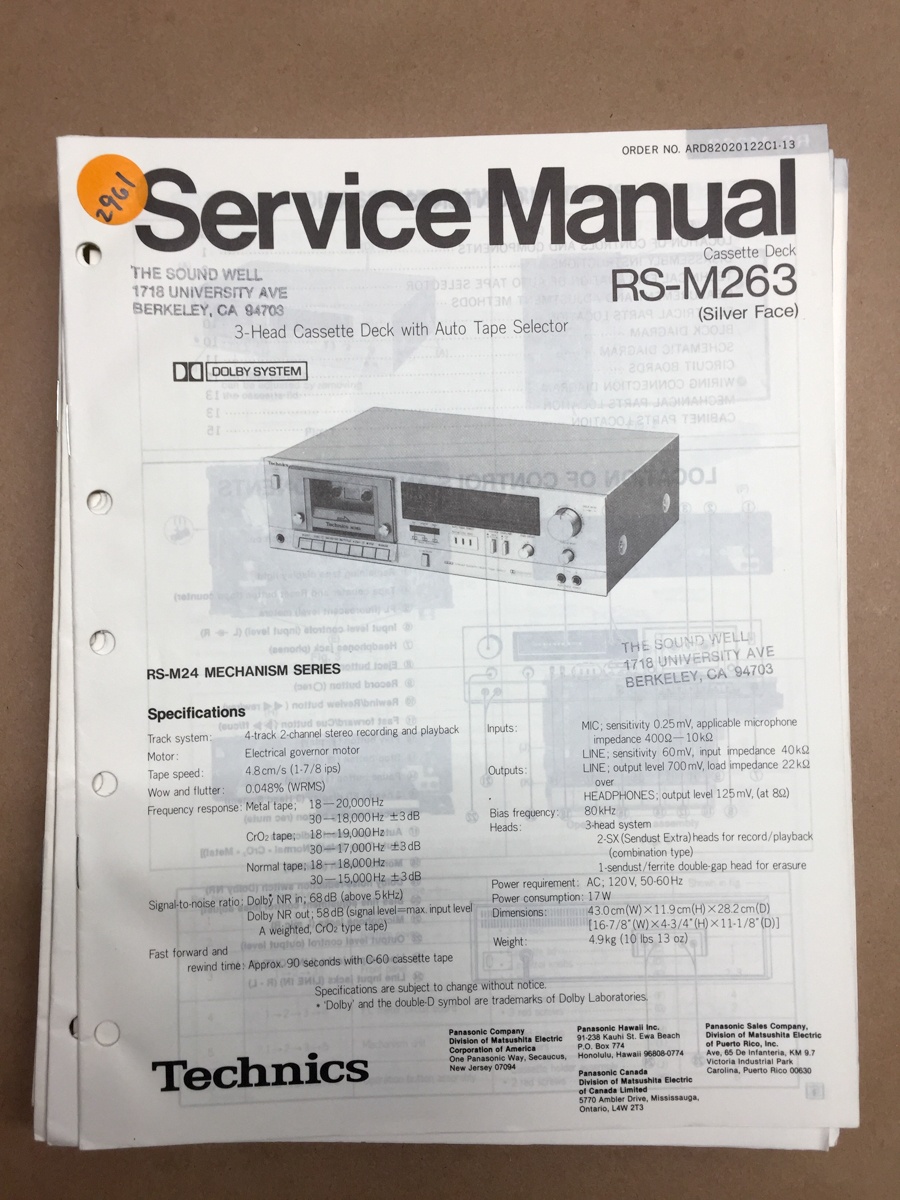 ORDER NO. ARD82020122C1-13
2961
Service Manual
Cassette Deck
RS-M263
(Silver Face)
THE SOUND WELL
1718 UNIVERSITY AVE
BERKELEY, CA 94703
3-Head Cassette Deck with Auto Tape Selector
DOLBY SYSTEM
Technics
Technics
THE SOUND WELL
1718 UNIVERSITY AVE
BERKELEY, CA 94703
RS-M24 MECHANISM SERIES
Specifications
Track system: 4-track 2-channel stereo recording and playback
Motor: Electrical governor motor
Tape speed: 4.8cm/s (1-7/8 ips)
Wow and flutter: 0.048% (WRMS)
Frequency response: Metal tape; 18—20,000Hz
30—18,000Hz ±3dB
CrO2 tape; 18—19,000Hz
30—17,000Hz ±3dB
Normal tape; 18—18,000Hz
30—15,000Hz ±3dB
Signal-to-noise ratio: Dolby NR in; 68dB (above 5kHz)
Dolby NR out; 58dB (signal level=max. input level
A weighted, CrO2 type tape)
Fast forward and
rewind time: Approx. 90 seconds with C-60 cassette tape
Inputs: MIC; sensitivity 0.25mV, applicable microphone
impedance 400Ω—10kΩ
LINE; sensitivity 60mV, input impedance 40kΩ
Outputs: LINE; output level 700mV, load impedance 22kΩ
over
HEADPHONES; output level 125mV, (at 8Ω)
Bias frequency: 80kHz
Heads: 3-head system
2-SX (Sendust Extra) heads for record/playback
(combination type)
1-sendust/ferrite double-gap head for erasure
Power requirement: AC; 120V, 50-60Hz
Power consumption: 17W
Dimensions: 43.0cm(W)×11.9cm(H)×28.2cm(D)
[16-7/8"(W)×4-3/4"(H)×11-1/8"(D)]
Weight: 4.9kg (10 lbs 13 oz)
Specifications are subject to change without notice.
• 'Dolby' and the double-D symbol are trademarks of Dolby Laboratories.
Technics
Panasonic Company
Division of Matsushita Electric
Corporation of America
One Panasonic Way, Secaucus,
New Jersey 07094
Panasonic Hawaii Inc.
91-238 Kauhi St. Ewa Beach
P.O. Box 774
Honolulu, Hawaii 96808-0774
Panasonic Canada
Division of Matsushita Electric
of Canada Limited
5770 Ambler Drive, Mississauga,
Ontario, L4W 2T3
Panasonic Sales Company,
Division of Matsushita Electric
of Puerto Rico, Inc.
Ave, 65 De Infanteria, KM 9.7
Victoria Industrial Park
Carolina, Puerto Rico 00630